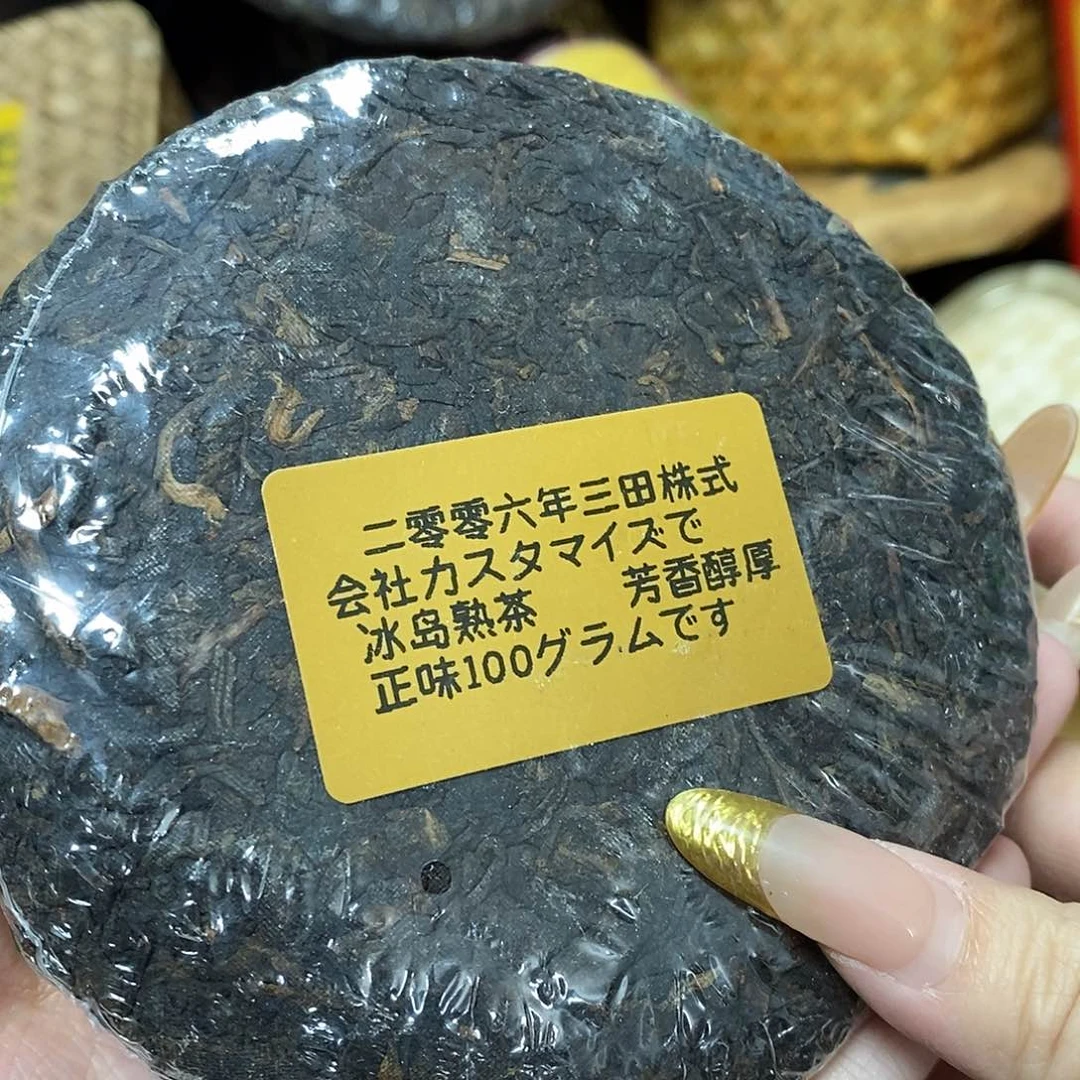 二零零六年三田株式
会社カスタマイズで
冰岛熟茶　　芳香醇厚
正味100グラムです